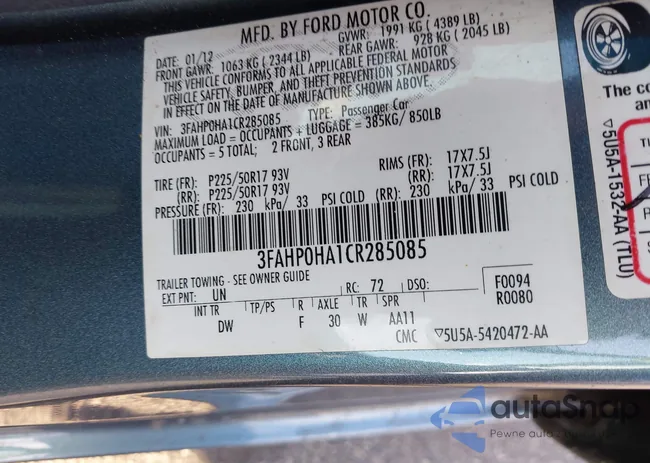 MFD. BY FORD MOTOR CO.
DATE: 01/12 GVWR: 1991 KG ( 4389 LB)
FRONT GAWR: 1063 KG ( 2344 LB) REAR GAWR: 928 KG ( 2045 LB)
THIS VEHICLE CONFORMS TO ALL APPLICABLE FEDERAL MOTOR
VEHICLE SAFETY, BUMPER, AND THEFT PREVENTION STANDARDS
IN EFFECT ON THE DATE OF MANUFACTURE SHOWN ABOVE.
VIN: 3FAHP0HA1CR285085 TYPE: Passenger Car
MAXIMUM LOAD = OCCUPANTS + LUGGAGE = 385KG/ 850LB
OCCUPANTS = 5 TOTAL; 2 FRONT, 3 REAR
TIRE (FR): P225/50R17 93V RIMS (FR): 17X7.5J
(RR): P225/50R17 93V (RR): 17X7.5J
PRESSURE (FR): 230 kPa/ 33 PSI COLD (RR): 230 kPa/ 33 PSI COLD
3FAHP0HA1CR285085
TRAILER TOWING - SEE OWNER GUIDE
EXT PNT: UN RC: 72 DSO: F0094
INT TR TP/PS R AXLE TR SPR R0080
DW F 30 W AA11
CMC ▽5U5A-5420472-AA
The co
an
▽5U5A-1532-AA (TLU)
autoSnap
Pewne auto